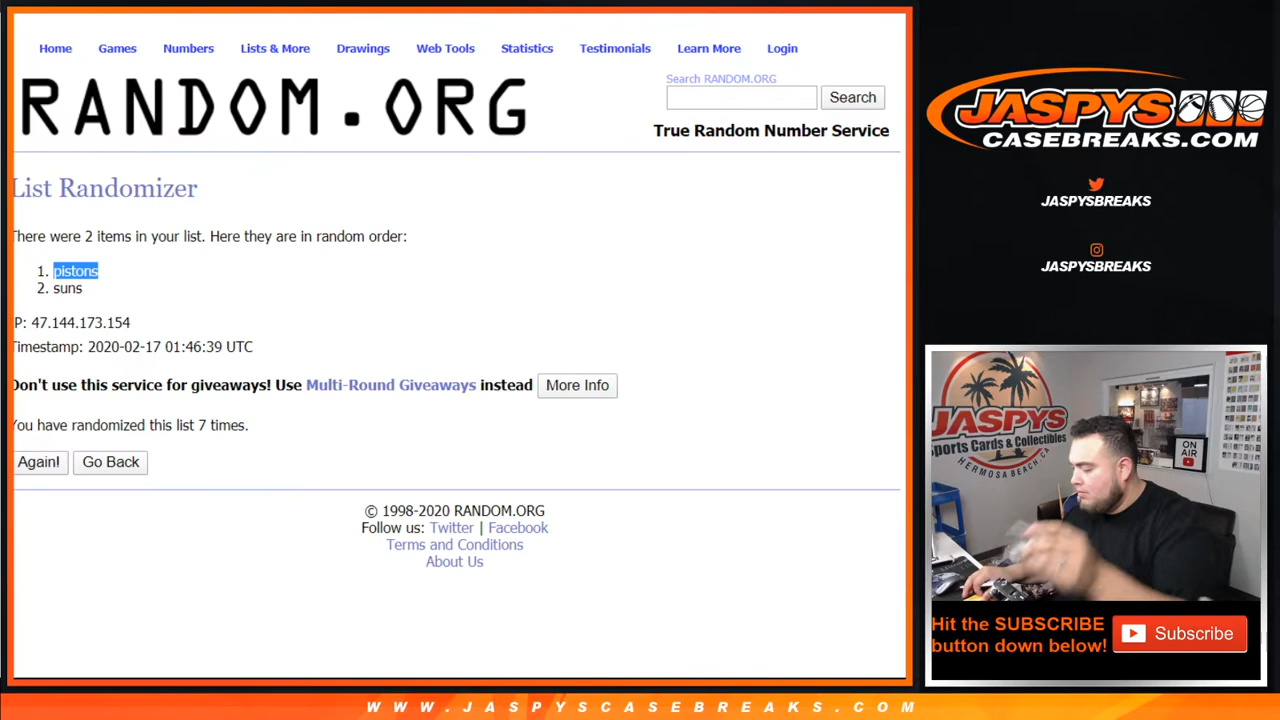 Home Games Numbers Lists & More Drawings Web Tools Statistics Testimonials Learn More Login
RANDOM.ORG
Search RANDOM.ORG
Search
True Random Number Service
List Randomizer
There were 2 items in your list. Here they are in random order:
1. pistons
2. suns
IP: 47.144.173.154
Timestamp: 2020-02-17 01:46:39 UTC
Don't use this service for giveaways! Use Multi-Round Giveaways instead More Info
You have randomized this list 7 times.
Again! Go Back
© 1998-2020 RANDOM.ORG
Follow us: Twitter | Facebook
Terms and Conditions
About Us
JASPYS
CASEBREAKS.COM
JASPYSBREAKS
JASPYSBREAKS
JASPYS
Sports Cards & Collectibles
HERMOSA BEACH, CA
ON AIR
Hit the SUBSCRIBE
button down below!
Subscribe
WWW.JASPYSCASEBREAKS.COM